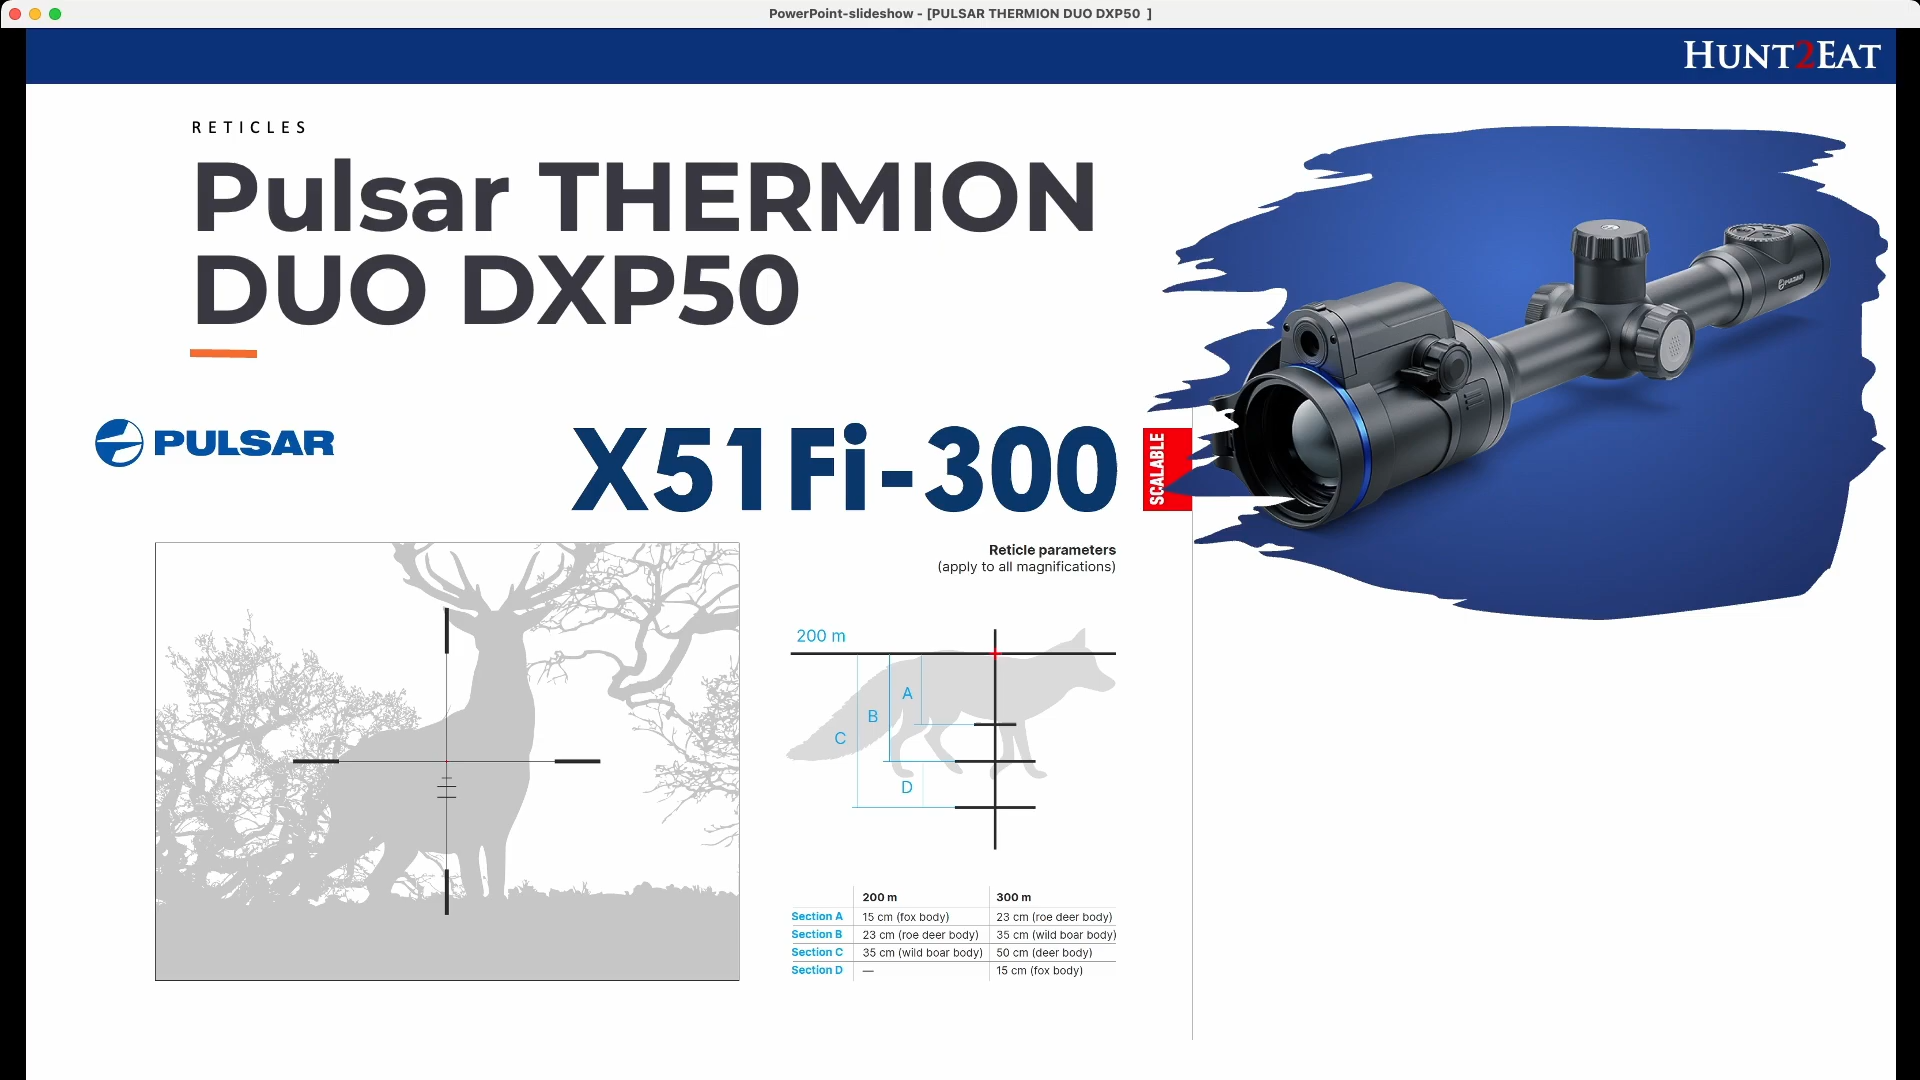 PowerPoint-slideshow - [PULSAR THERMION DUO DXP50 ]
HUNT2EAT
RETICLES
Pulsar THERMION
DUO DXP50
PULSAR
X51Fi-300
SCALABLE
PULSAR
Reticle parameters
(apply to all magnifications)
200 m
A
B
C
D
200 m 300 m
Section A 15 cm (fox body) 23 cm (roe deer body)
Section B 23 cm (roe deer body) 35 cm (wild boar body)
Section C 35 cm (wild boar body) 50 cm (deer body)
Section D — 15 cm (fox body)